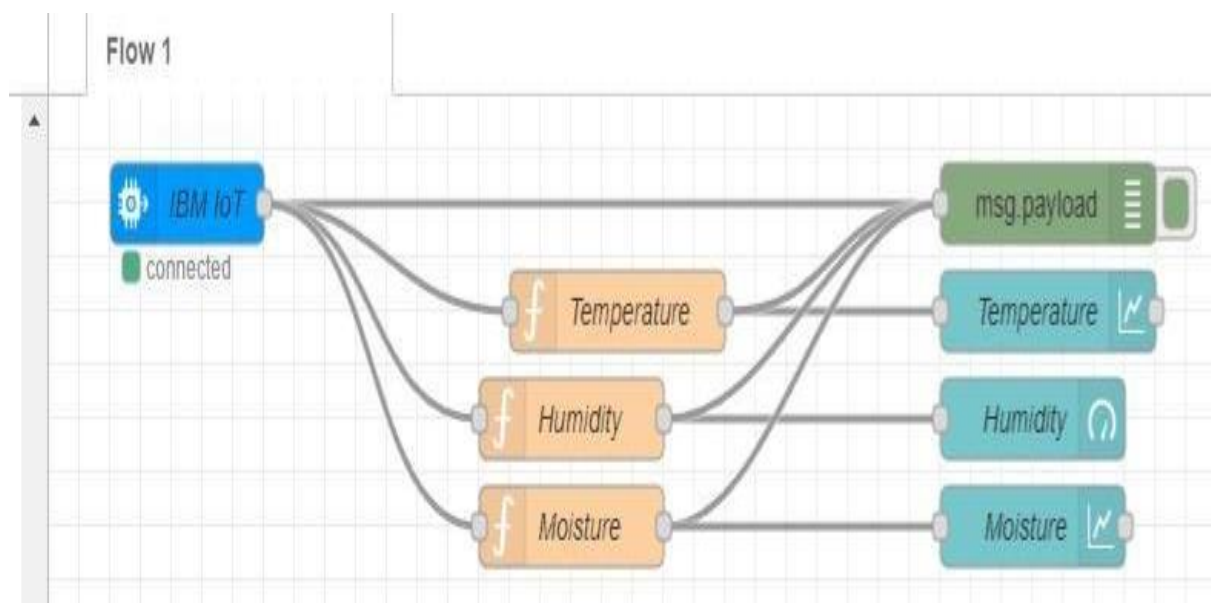 Flow 1
IBM IoT
msg.payload
connected
Temperature
Temperature
Humidity
Humidity
Moisture
Moisture